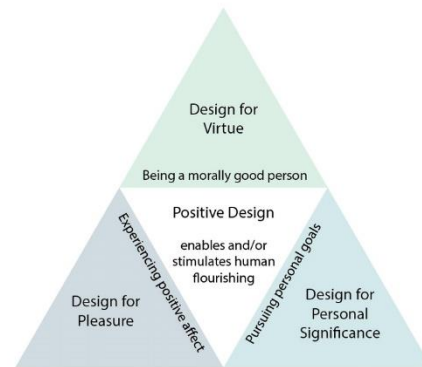 Design for
Virtue
Being a morally good person
Positive Design
enables and/or
stimulates human
flourishing
Experiencing positive affect
Pursuing personal goals
Design for
Pleasure
Design for
Personal
Significance